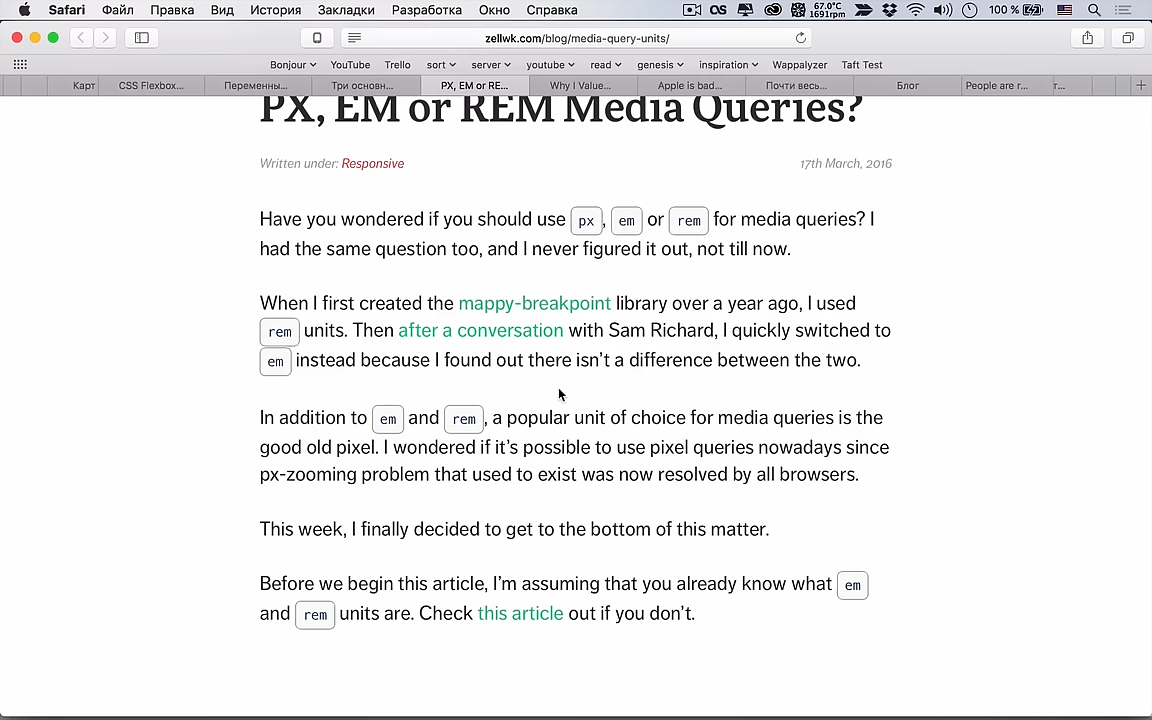 Safari Файл Правка Вид История Закладки Разработка Окно Справка 67.0°C 1691rpm 100 %
zellwk.com/blog/media-query-units/
Bonjour YouTube Trello sort server youtube read genesis inspiration Wappalyzer Taft Test
Карт CSS Flexbox... Переменны... Три основн... PX, EM or RE... Why I Value... Apple is bad... Почти весь... Блог People are r... т...
PX, EM or REM Media Queries?
Written under: Responsive 17th March, 2016
Have you wondered if you should use px, em or rem for media queries? I
had the same question too, and I never figured it out, not till now.
When I first created the mappy-breakpoint library over a year ago, I used
rem units. Then after a conversation with Sam Richard, I quickly switched to
em instead because I found out there isn't a difference between the two.
In addition to em and rem, a popular unit of choice for media queries is the
good old pixel. I wondered if it's possible to use pixel queries nowadays since
px-zooming problem that used to exist was now resolved by all browsers.
This week, I finally decided to get to the bottom of this matter.
Before we begin this article, I'm assuming that you already know what em
and rem units are. Check this article out if you don't.